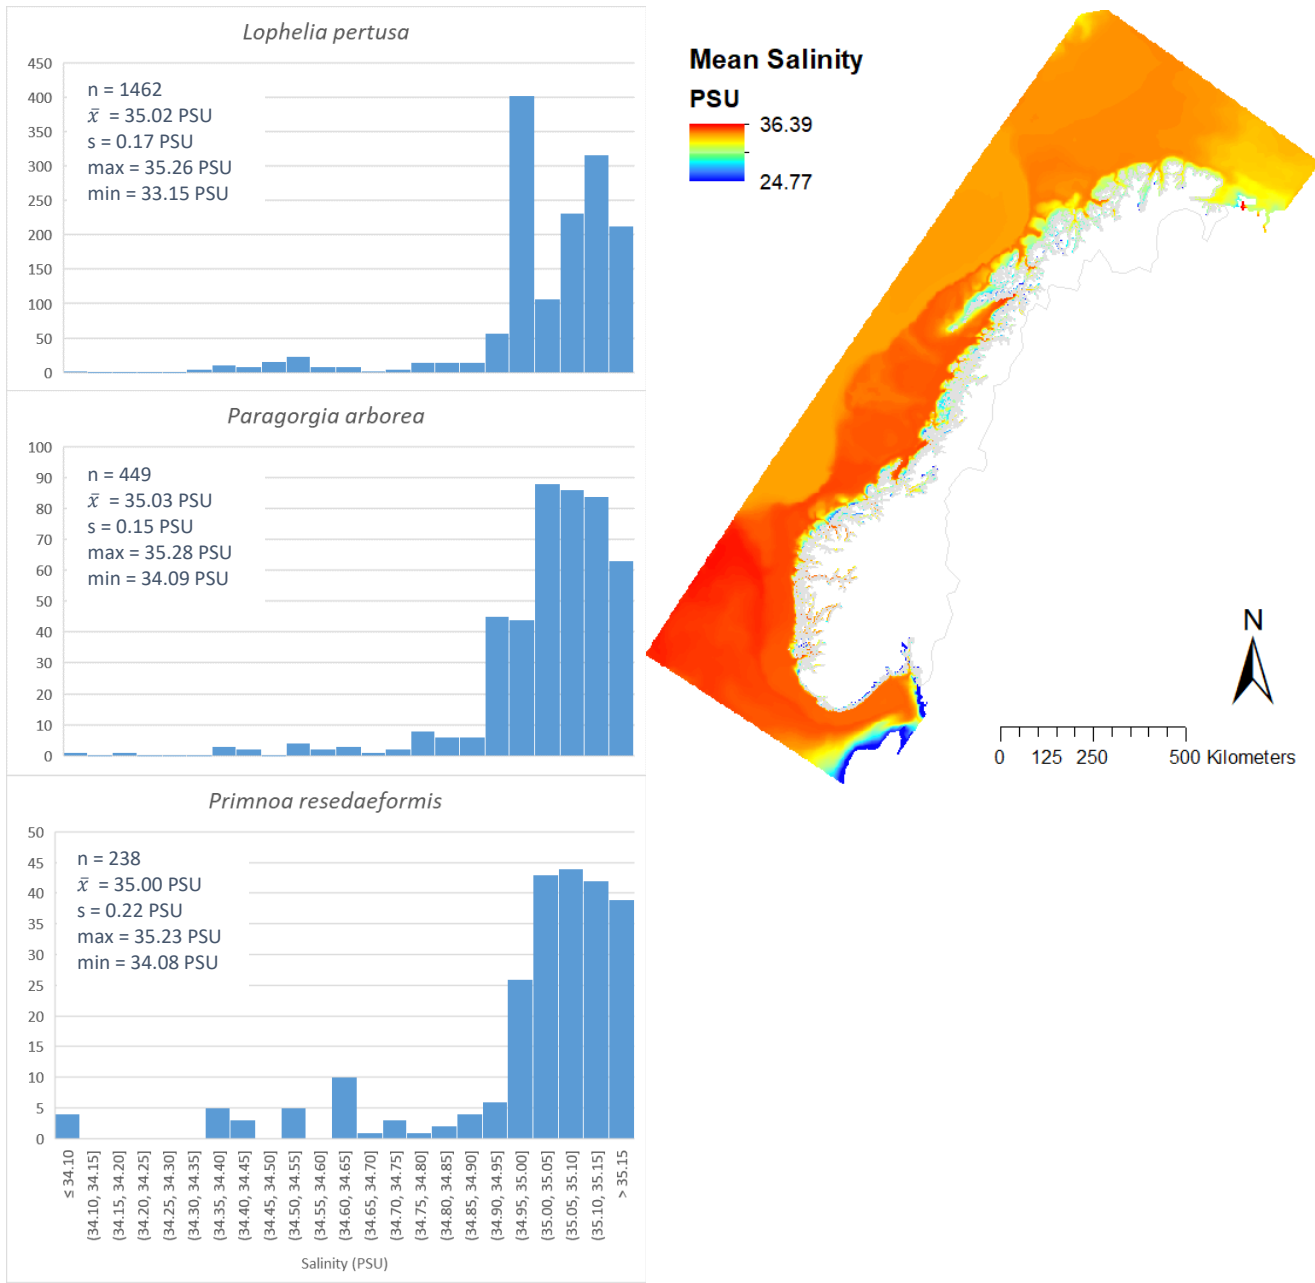 Lophelia pertusa
450
400
350
300
250
200
150
100
50
0
n = 1462
x̄ = 35.02 PSU
s = 0.17 PSU
max = 35.26 PSU
min = 33.15 PSU
Paragorgia arborea
100
90
80
70
60
50
40
30
20
10
0
n = 449
x̄ = 35.03 PSU
s = 0.15 PSU
max = 35.28 PSU
min = 34.09 PSU
Primnoa resedaeformis
50
45
40
35
30
25
20
15
10
5
0
n = 238
x̄ = 35.00 PSU
s = 0.22 PSU
max = 35.23 PSU
min = 34.08 PSU
≤ 34.10
(34.10, 34.15]
(34.15, 34.20]
(34.20, 34.25]
(34.25, 34.30]
(34.30, 34.35]
(34.35, 34.40]
(34.40, 34.45]
(34.45, 34.50]
(34.50, 34.55]
(34.55, 34.60]
(34.60, 34.65]
(34.65, 34.70]
(34.70, 34.75]
(34.75, 34.80]
(34.80, 34.85]
(34.85, 34.90]
(34.90, 34.95]
(34.95, 35.00]
(35.00, 35.05]
(35.05, 35.10]
(35.10, 35.15]
> 35.15
Salinity (PSU)
Mean Salinity
PSU
36.39
24.77
N
0 125 250 500 Kilometers